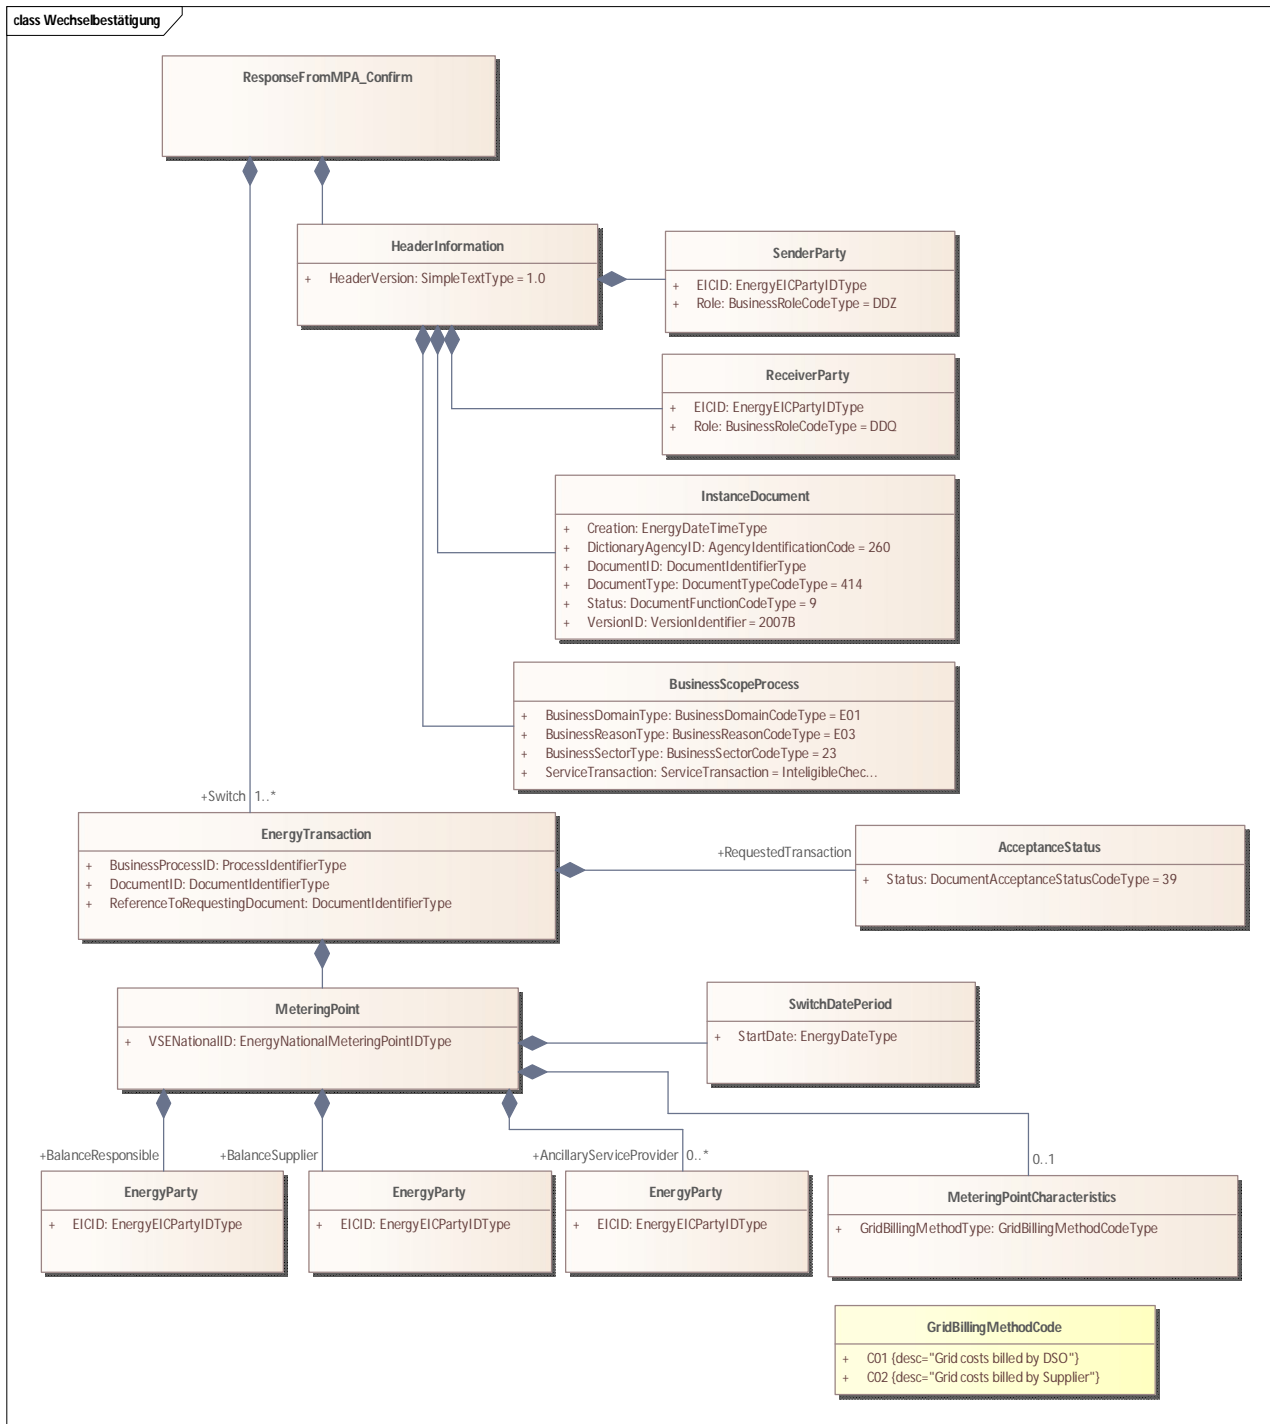 class Wechselbestätigung
ResponseFromMPA_Confirm
HeaderInformation
+ HeaderVersion: SimpleTextType = 1.0
SenderParty
+ EICID: EnergyEICPartyIDType
+ Role: BusinessRoleCodeType = DDZ
ReceiverParty
+ EICID: EnergyEICPartyIDType
+ Role: BusinessRoleCodeType = DDQ
InstanceDocument
+ Creation: EnergyDateTimeType
+ DictionaryAgencyID: AgencyIdentificationCode = 260
+ DocumentID: DocumentIdentifierType
+ DocumentType: DocumentTypeCodeType = 414
+ Status: DocumentFunctionCodeType = 9
+ VersionID: VersionIdentifier = 2007B
BusinessScopeProcess
+ BusinessDomainType: BusinessDomainCodeType = E01
+ BusinessReasonType: BusinessReasonCodeType = E03
+ BusinessSectorType: BusinessSectorCodeType = 23
+ ServiceTransaction: ServiceTransaction = InteligibleChec...
+Switch 1..*
EnergyTransaction
+ BusinessProcessID: ProcessIdentifierType
+ DocumentID: DocumentIdentifierType
+ ReferenceToRequestingDocument: DocumentIdentifierType
+RequestedTransaction
AcceptanceStatus
+ Status: DocumentAcceptanceStatusCodeType = 39
MeteringPoint
+ VSENationalID: EnergyNationalMeteringPointIDType
SwitchDatePeriod
+ StartDate: EnergyDateType
+BalanceResponsible
+BalanceSupplier
+AncillaryServiceProvider 0..*
0..1
EnergyParty
+ EICID: EnergyEICPartyIDType
EnergyParty
+ EICID: EnergyEICPartyIDType
EnergyParty
+ EICID: EnergyEICPartyIDType
MeteringPointCharacteristics
+ GridBillingMethodType: GridBillingMethodCodeType
GridBillingMethodCode
+ C01 {desc="Grid costs billed by DSO"}
+ C02 {desc="Grid costs billed by Supplier"}